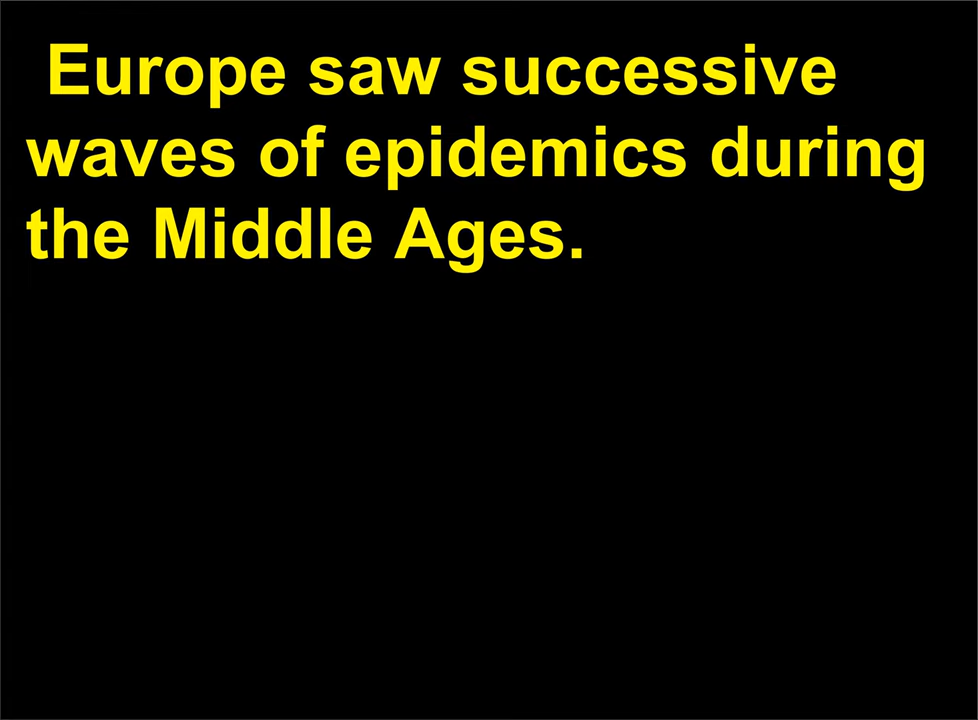 Europe saw successive
waves of epidemics during
the Middle Ages.